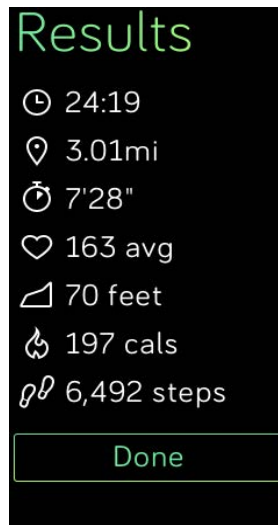 Results
24:19
3.01mi
7'28"
163 avg
70 feet
197 cals
6,492 steps
Done